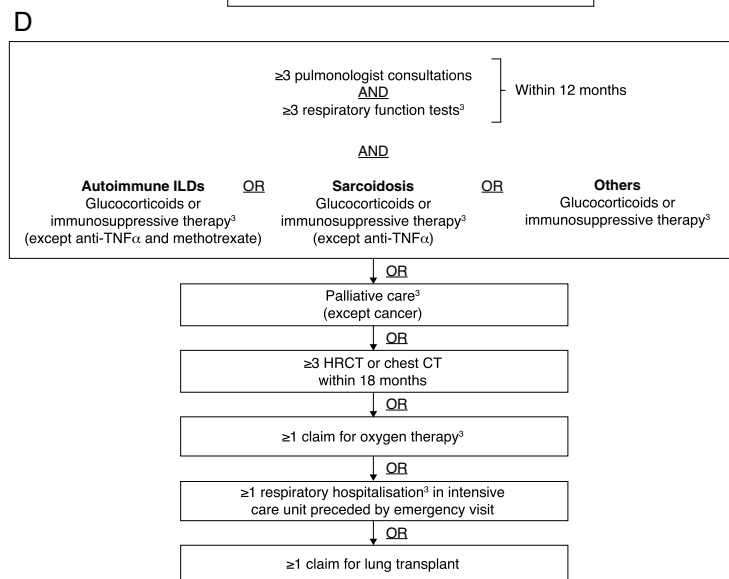 D
≥3 pulmonologist consultations
AND
≥3 respiratory function tests³
Within 12 months
AND
Autoimmune ILDs OR Sarcoidosis OR Others
Glucocorticoids or
immunosuppressive therapy³
(except anti-TNFα and methotrexate)
Glucocorticoids or
immunosuppressive therapy³
(except anti-TNFα)
Glucocorticoids or
immunosuppressive therapy³
OR
Palliative care³
(except cancer)
OR
≥3 HRCT or chest CT
within 18 months
OR
≥1 claim for oxygen therapy³
OR
≥1 respiratory hospitalisation³ in intensive
care unit preceded by emergency visit
OR
≥1 claim for lung transplant